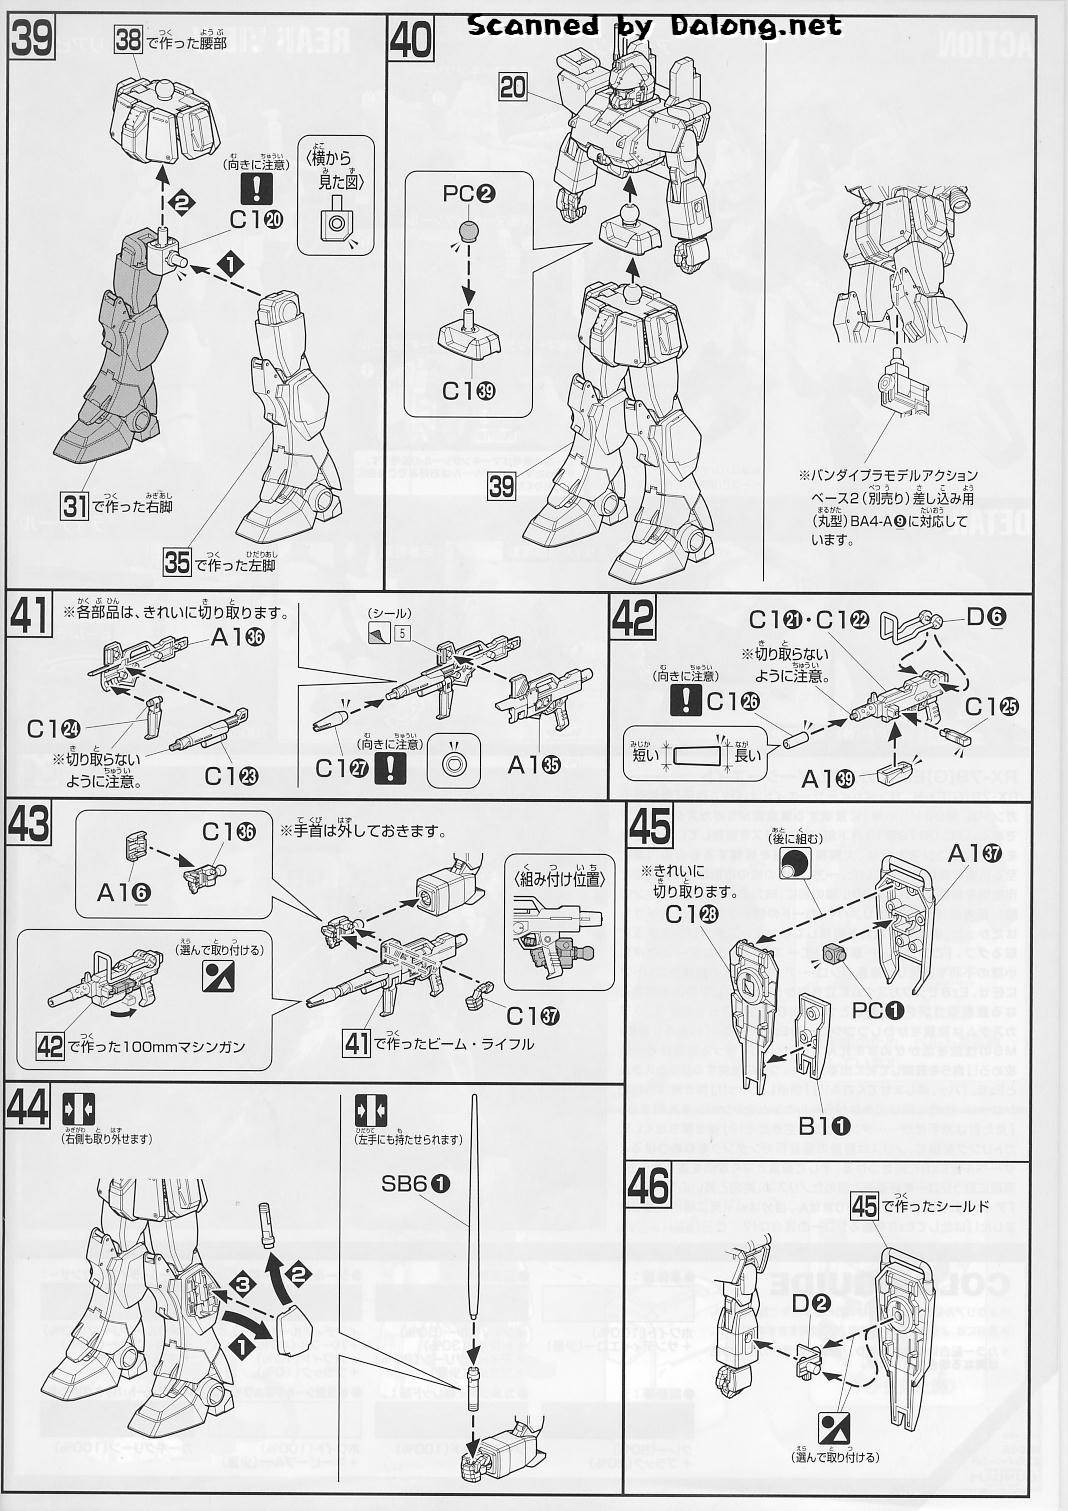 Scanned by Dalong.net
39
38で作った腰部
(向きに注意)
!
C1⑳
〈横から
見た図〉
2
1
31で作った右脚
35で作った左脚
40
20
PC❷
C1㊴
39
※バンダイプラモデルアクション
ベース2(別売り)差し込み用
(丸型)BA4-A❾に対応して
います。
41
※各部品は、きれいに切り取ります。
A1㊱
C1㉔
※切り取らない
ように注意。
C1㉓
(シール)
5
(向きに注意)
C1㉗
!
A1㉟
42
C1㉑・C1㉒
D❻
※切り取らない
ように注意。
(向きに注意)
!
C1㉖
C1㉕
短い
長い
A1㊴
43
C1㊱
A1❻
※手首は外しておきます。
〈組み付け位置〉
(選んで取り付ける)
42で作った100mmマシンガン
C1㊲
41で作ったビーム・ライフル
44
(右側も取り外せます)
1
2
3
(左手にも持たせられます)
SB6❶
45
(後に組む)
A1㊲
※きれいに
切り取ります。
C1㉘
PC❶
B1❶
46
45で作ったシールド
D❷
(選んで取り付ける)